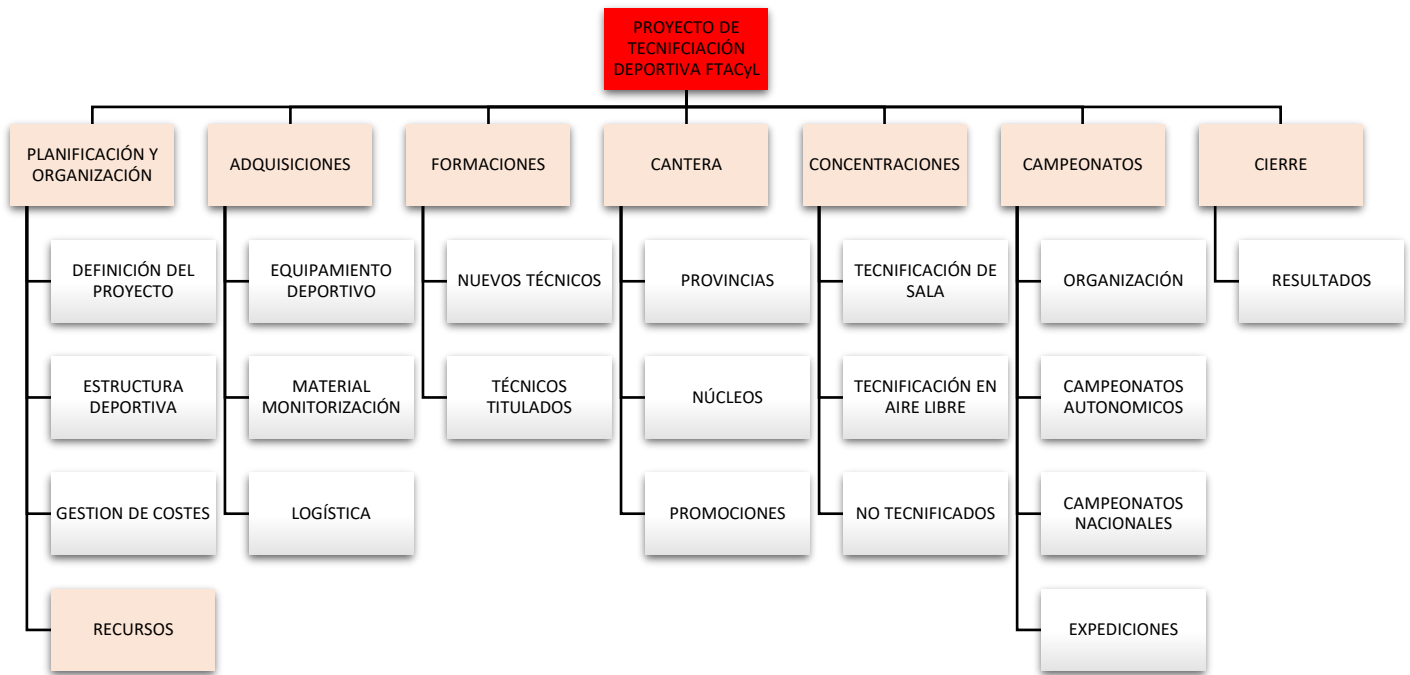 PROYECTO DE
TECNIFCIACIÓN
DEPORTIVA FTACyL
PLANIFICACIÓN Y
ORGANIZACIÓN
ADQUISICIONES
FORMACIONES
CANTERA
CONCENTRACIONES
CAMPEONATOS
CIERRE
DEFINICIÓN DEL
PROYECTO
EQUIPAMIENTO
DEPORTIVO
NUEVOS TÉCNICOS
PROVINCIAS
TECNIFICACIÓN DE
SALA
ORGANIZACIÓN
RESULTADOS
ESTRUCTURA
DEPORTIVA
MATERIAL
MONITORIZACIÓN
TÉCNICOS
TITULADOS
NÚCLEOS
TECNIFICACIÓN EN
AIRE LIBRE
CAMPEONATOS
AUTONOMICOS
GESTION DE COSTES
LOGÍSTICA
PROMOCIONES
NO TECNIFICADOS
CAMPEONATOS
NACIONALES
RECURSOS
EXPEDICIONES